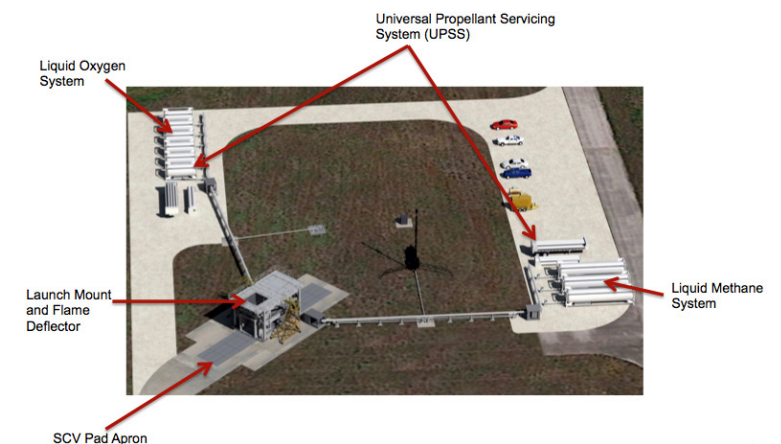 Universal Propellant Servicing
System (UPSS)
Liquid Oxygen
System
Launch Mount
and Flame
Deflector
Liquid Methane
System
SCV Pad Apron